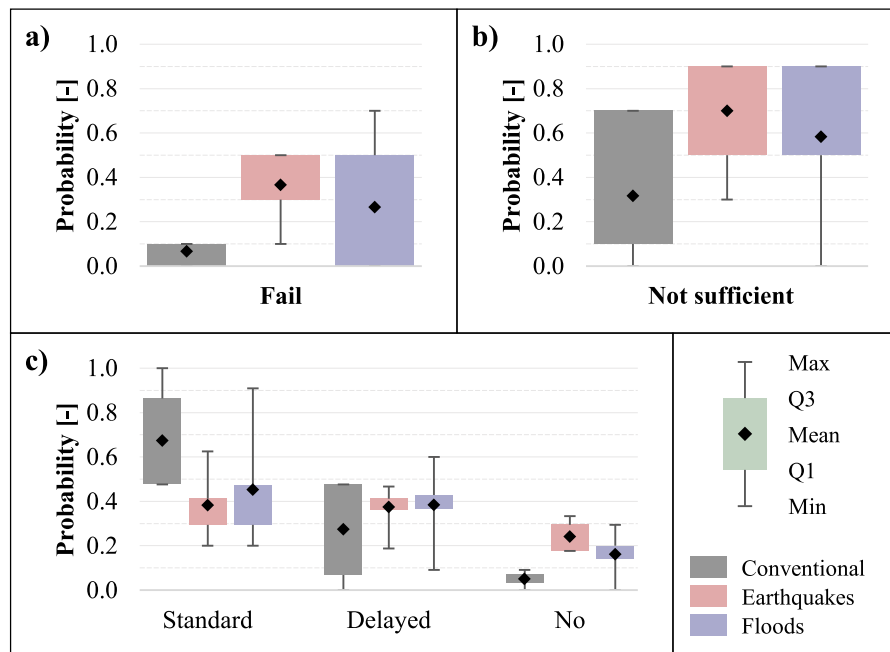 a)
Probability [-]
1.0
0.8
0.6
0.4
0.2
0.0
Fail
b)
Probability [-]
1.0
0.8
0.6
0.4
0.2
0.0
Not sufficient
c)
Probability [-]
1.0
0.8
0.6
0.4
0.2
0.0
Standard Delayed No
Max
Q3
Mean
Q1
Min
Conventional
Earthquakes
Floods